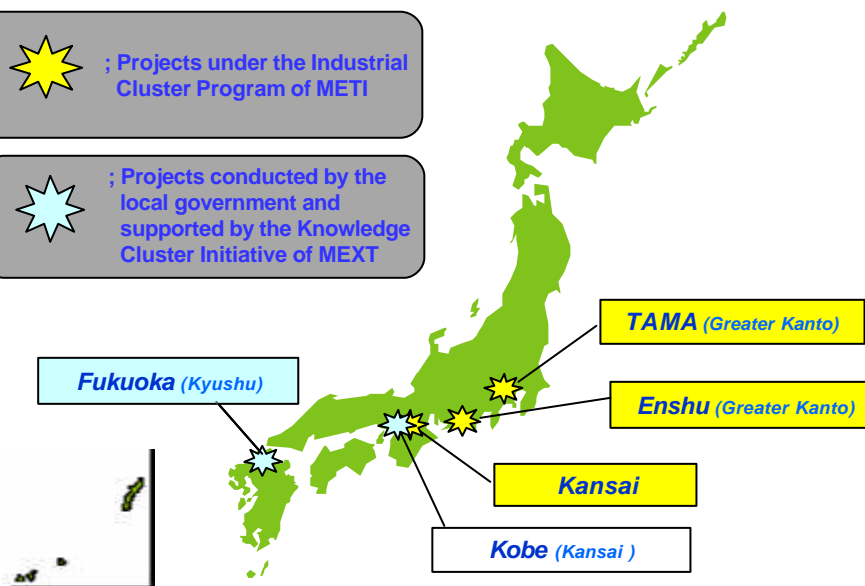 ; Projects under the Industrial
Cluster Program of METI
; Projects conducted by the
local government and
supported by the Knowledge
Cluster Initiative of MEXT
TAMA (Greater Kanto)
Fukuoka (Kyushu)
Enshu (Greater Kanto)
Kansai
Kobe (Kansai )